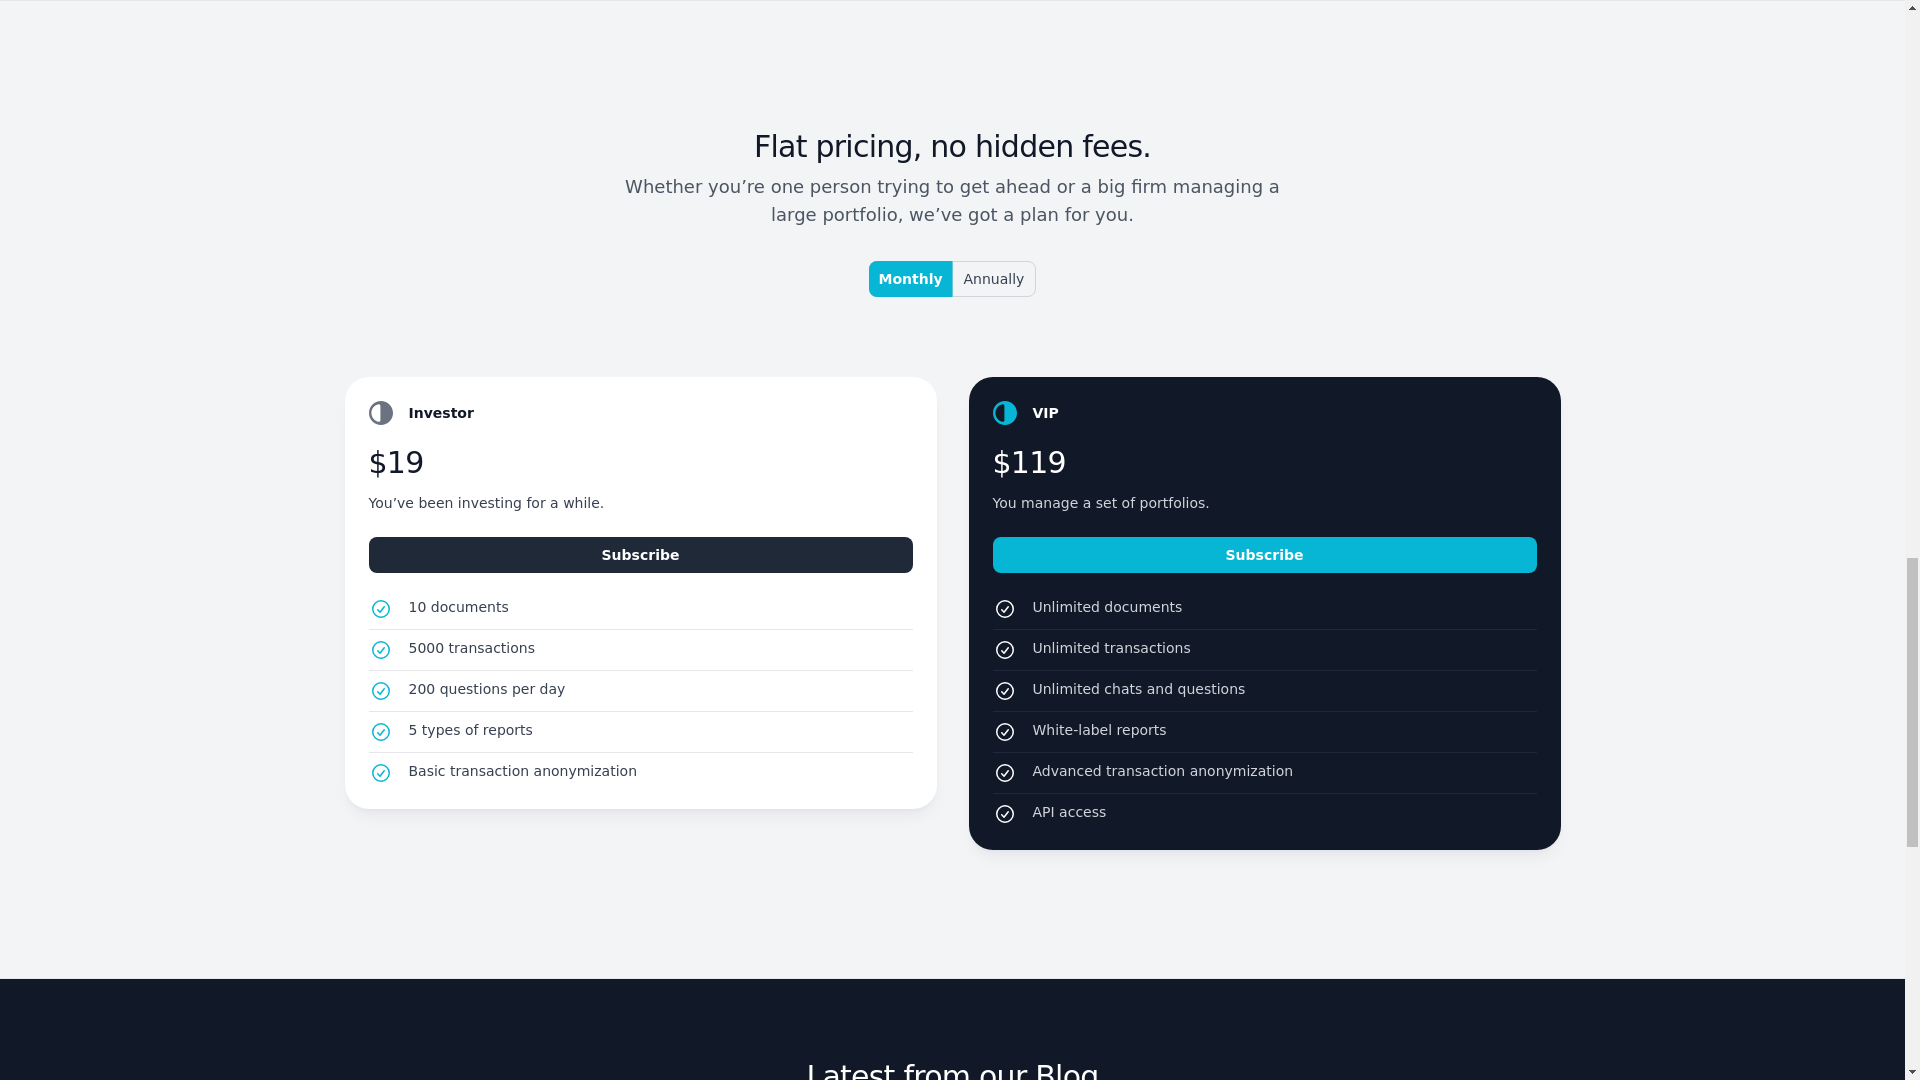 Flat pricing, no hidden fees.
Whether you’re one person trying to get ahead or a big firm managing a
large portfolio, we’ve got a plan for you.
Monthly
Annually
Investor
$19
You’ve been investing for a while.
Subscribe
10 documents
5000 transactions
200 questions per day
5 types of reports
Basic transaction anonymization
VIP
$119
You manage a set of portfolios.
Subscribe
Unlimited documents
Unlimited transactions
Unlimited chats and questions
White-label reports
Advanced transaction anonymization
API access
Latest from our Blog